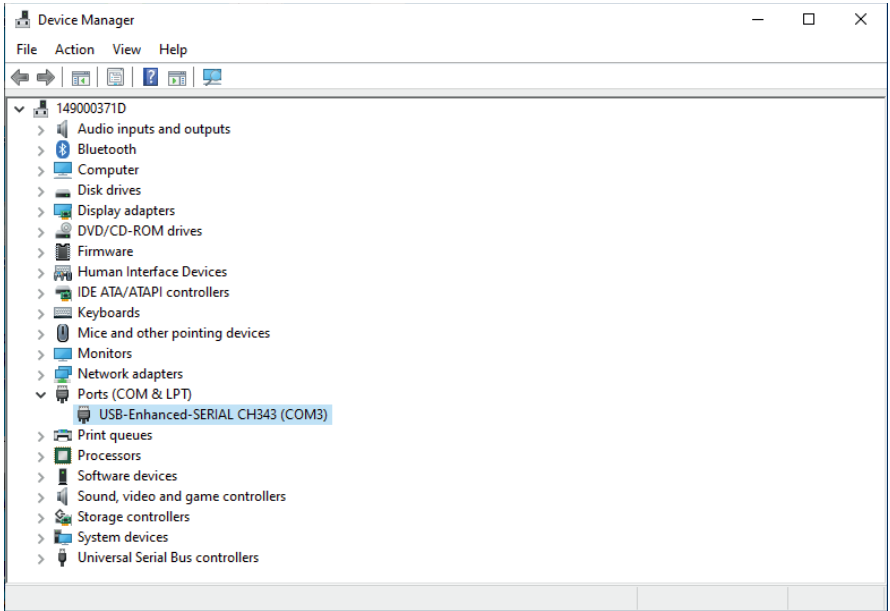 Device Manager
File Action View Help
149000371D
Audio inputs and outputs
Bluetooth
Computer
Disk drives
Display adapters
DVD/CD-ROM drives
Firmware
Human Interface Devices
IDE ATA/ATAPI controllers
Keyboards
Mice and other pointing devices
Monitors
Network adapters
Ports (COM & LPT)
USB-Enhanced-SERIAL CH343 (COM3)
Print queues
Processors
Software devices
Sound, video and game controllers
Storage controllers
System devices
Universal Serial Bus controllers